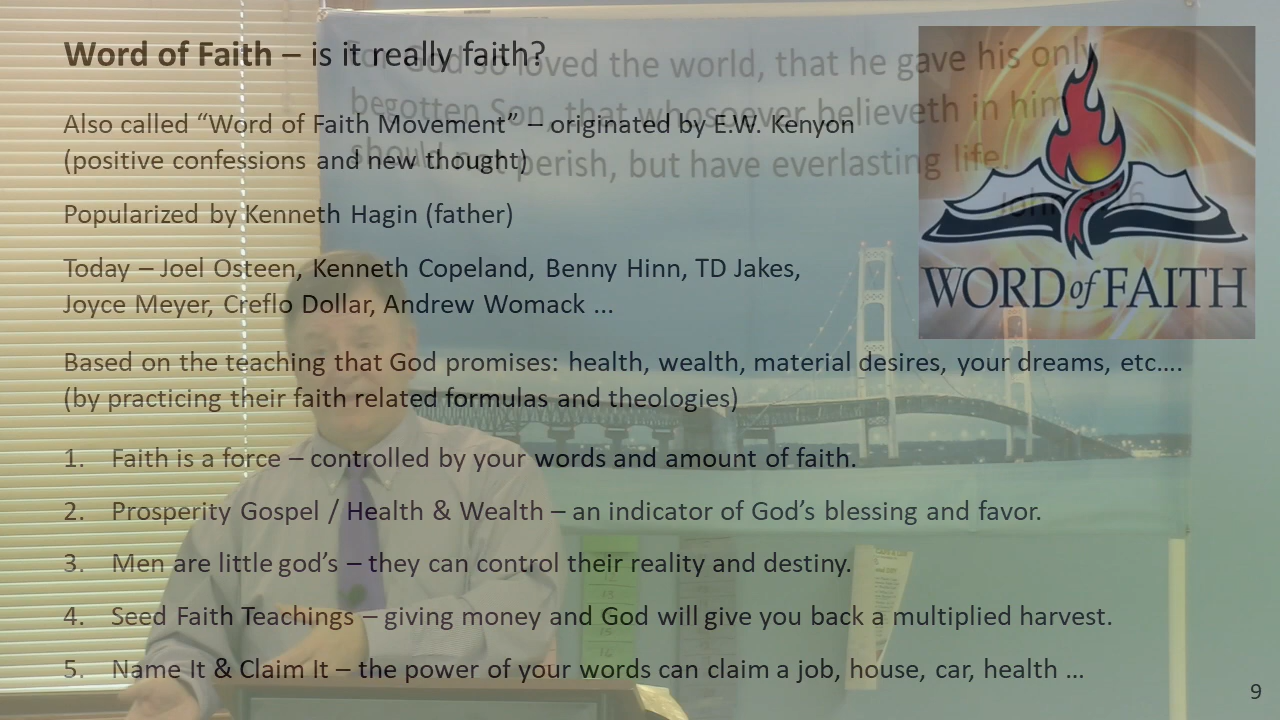 Word of Faith – is it really faith?
For God so loved the world, that he gave his only
begotten Son, that whosoever believeth in him
should not perish, but have everlasting life.
John 3:16
Also called “Word of Faith Movement” – originated by E.W. Kenyon
(positive confessions and new thought)
Popularized by Kenneth Hagin (father)
Today – Joel Osteen, Kenneth Copeland, Benny Hinn, TD Jakes,
Joyce Meyer, Creflo Dollar, Andrew Womack ...
WORD of FAITH
Based on the teaching that God promises: health, wealth, material desires, your dreams, etc….
(by practicing their faith related formulas and theologies)
1. Faith is a force – controlled by your words and amount of faith.
2. Prosperity Gospel / Health & Wealth – an indicator of God’s blessing and favor.
3. Men are little god’s – they can control their reality and destiny.
4. Seed Faith Teachings – giving money and God will give you back a multiplied harvest.
5. Name It & Claim It – the power of your words can claim a job, house, car, health …
9